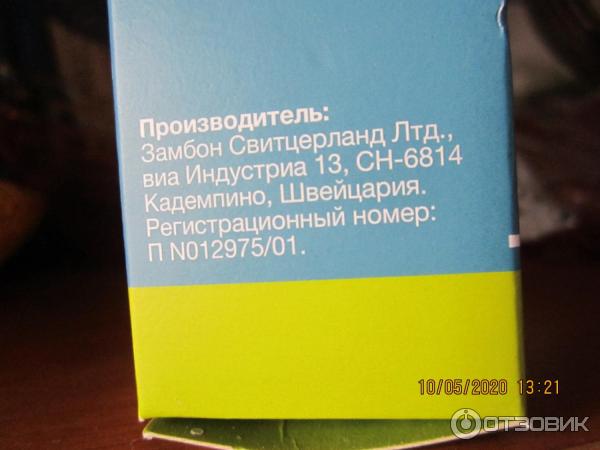 Производитель:
Замбон Свитцерланд Лтд.,
виа Индустриа 13, CH-6814
Кадемпино, Швейцария.
Регистрационный номер:
П N012975/01.
10/05/2020 13:21
ОТЗОВИК